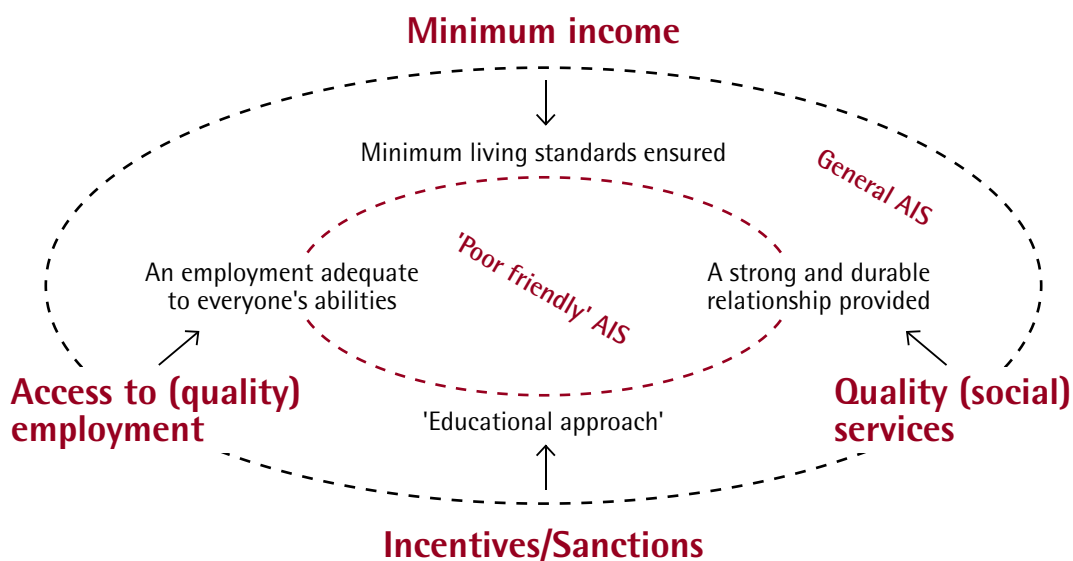 Minimum income
Minimum living standards ensured
General AIS
'Poor friendly' AIS
An employment adequate
to everyone's abilities
A strong and durable
relationship provided
Access to (quality)
employment
Quality (social)
services
'Educational approach'
Incentives/Sanctions